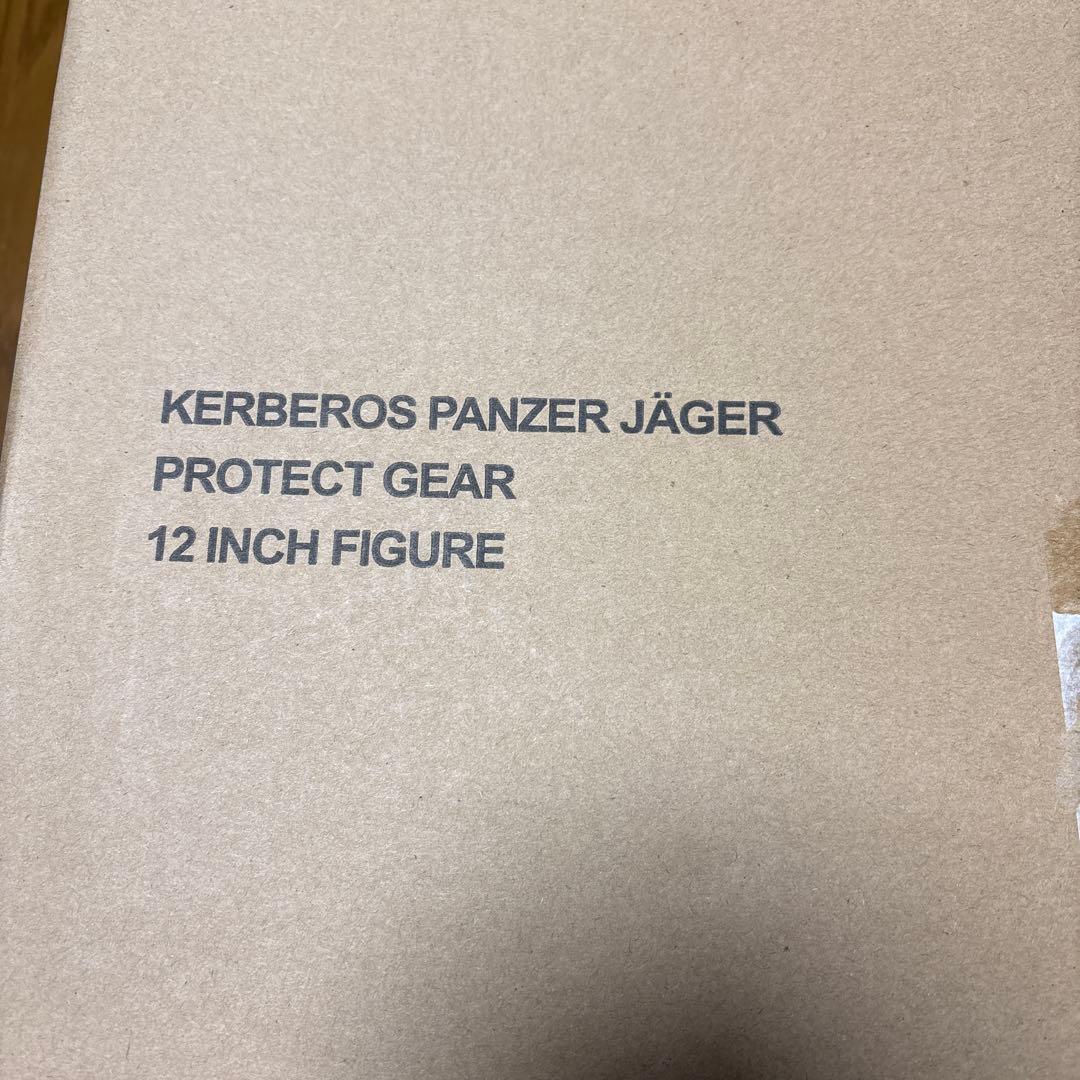 KERBEROS PANZER JÄGER
PROTECT GEAR
12 INCH FIGURE